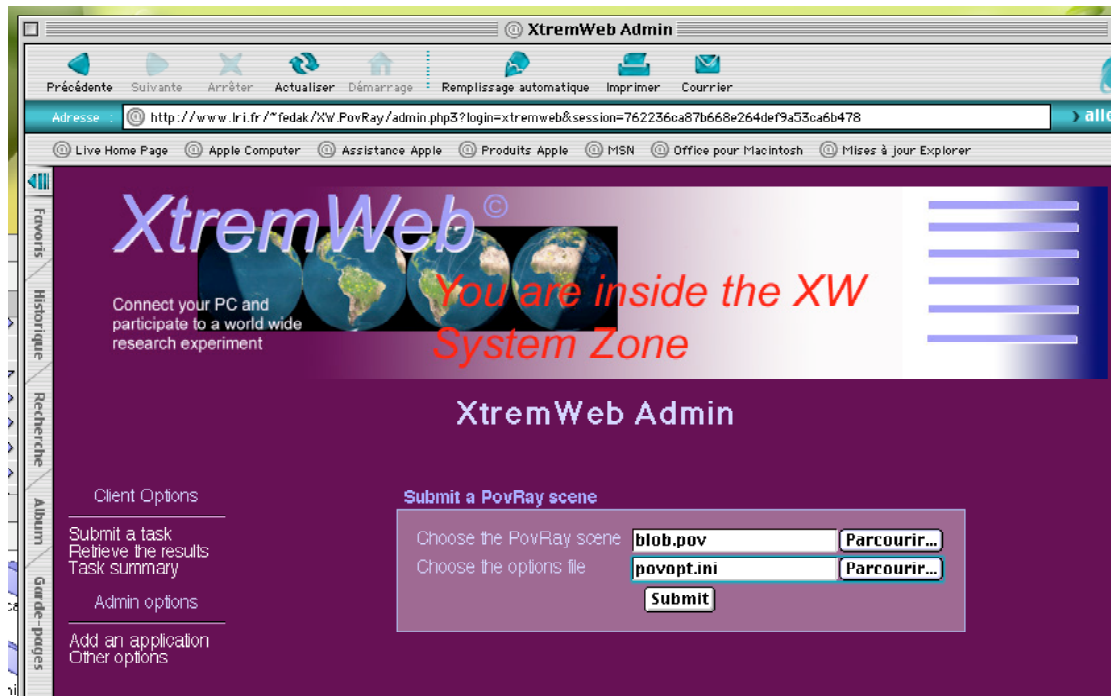 XtremWeb Admin
Précédente Suivante Arrêter Actualiser Démarrage Remplissage automatique Imprimer Courrier
Adresse : http://www.lri.fr/~fedak/XW.PovRay/admin.php3?login=xtremweb&session=762236ca87b668e264def9a53ca6b478
Live Home Page Apple Computer Assistance Apple Produits Apple MSN Office pour Macintosh Mises à jour Explorer
Favoris
Historique
Recherche
Album
Garde-pages
XtremWeb©
You are inside the XW
System Zone
Connect your PC and
participate to a world wide
research experiment
XtremWeb Admin
Client Options
Submit a task
Retrieve the results
Task summary
Admin options
Add an application
Other options
Submit a PovRay scene
Choose the PovRay scene blob.pov Parcourir...
Choose the options file povopt.ini Parcourir...
Submit